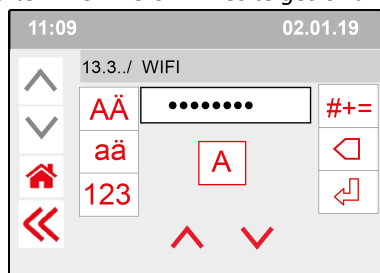 11:09 02.01.19
13.3../ WIFI
AÄ •••••••• #+=
aä A
123